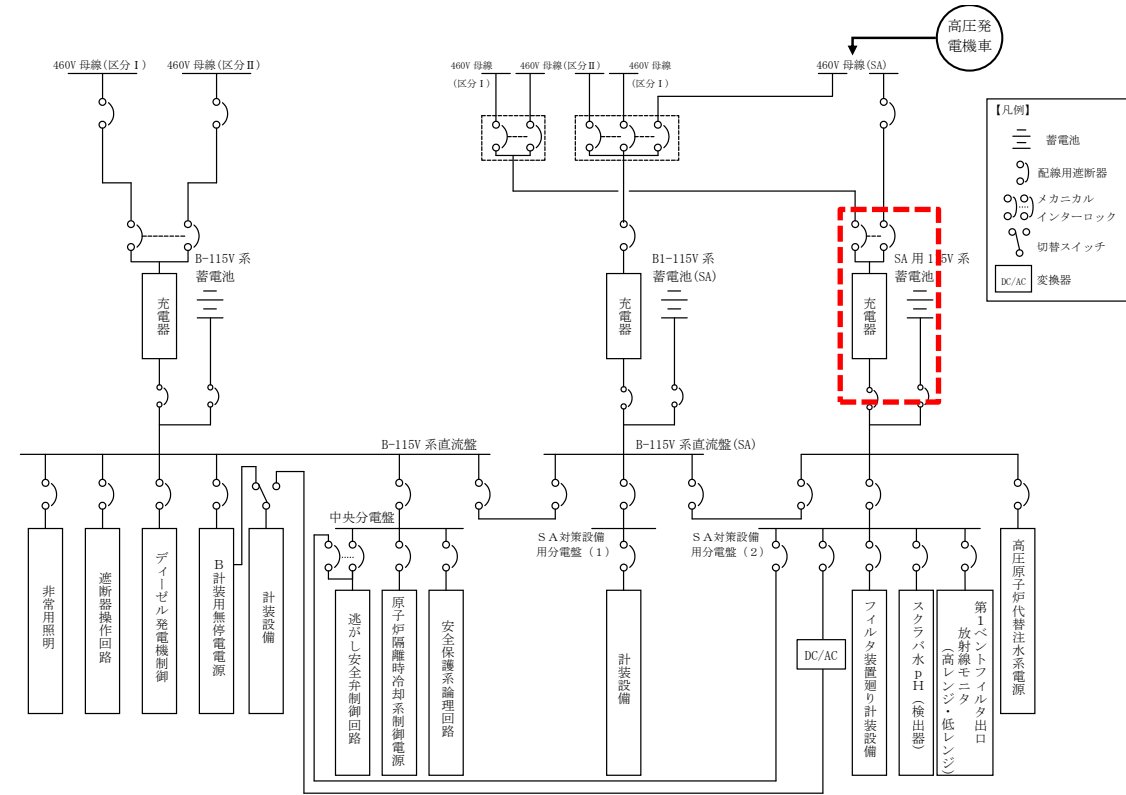 高圧発
電機車
460V 母線(区分Ⅰ)
460V 母線(区分Ⅱ)
460V 母線
(区分Ⅰ)
460V 母線(区分Ⅱ)
460V 母線
(区分Ⅰ)
460V 母線(SA)
【凡例】
蓄電池
配線用遮断器
メカニカル
インターロック
切替スイッチ
DC/AC
変換器
B-115V 系
蓄電池
充電器
B1-115V 系
蓄電池(SA)
充電器
SA 用 115V 系
蓄電池
充電器
B-115V 系直流盤
B-115V 系直流盤(SA)
中央分電盤
SA対策設備
用分電盤(1)
SA対策設備
用分電盤(2)
非常用照明
遮断器操作回路
ディーゼル発電機制御
B計装用無停電電源
計装設備
逃がし安全弁制御回路
原子炉隔離時冷却系制御電源
安全保護系論理回路
計装設備
DC/AC
フィルタ装置廻り計装設備
スクラバ水pH(検出器)
第1ベントフィルタ出口
放射線モニタ
(高レンジ・低レンジ)
高圧原子炉代替注水系電源